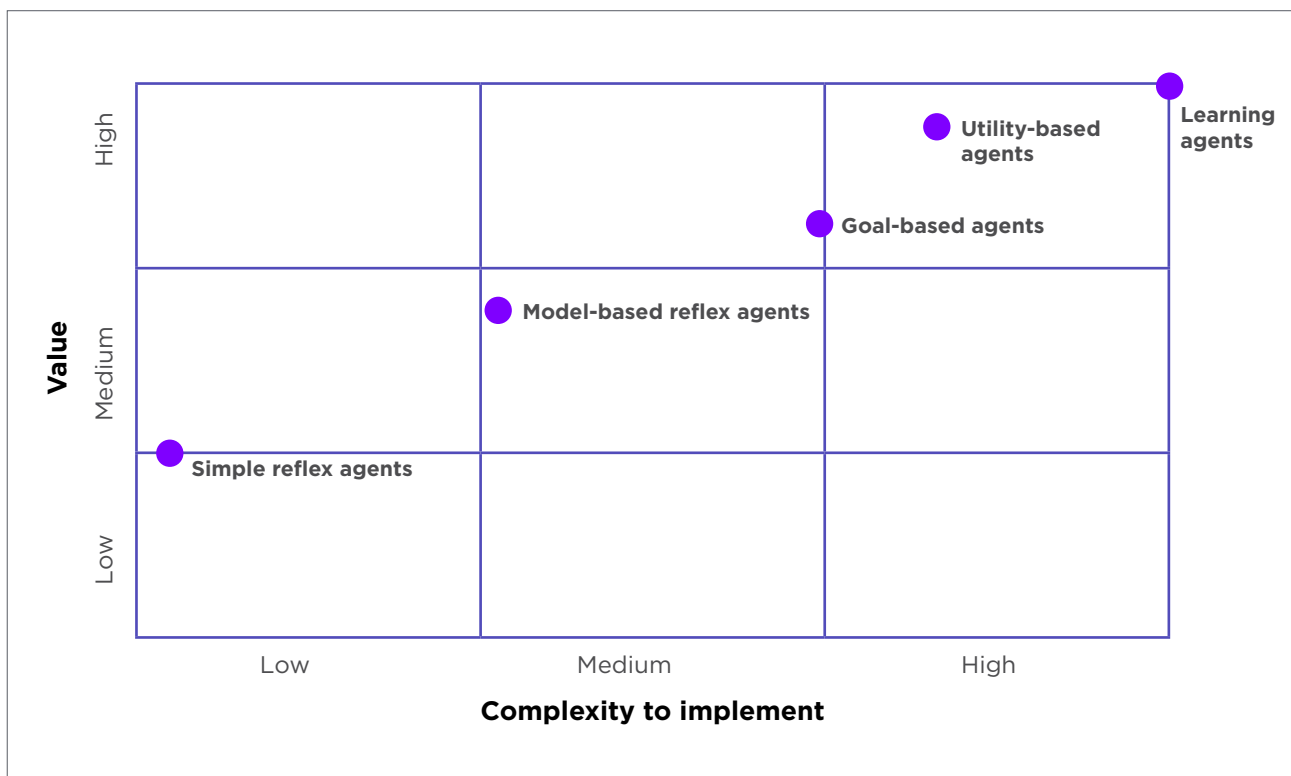 High
Medium
Low
Value
Learning
agents
Utility-based
agents
Goal-based agents
Model-based reflex agents
Simple reflex agents
Low
Medium
High
Complexity to implement